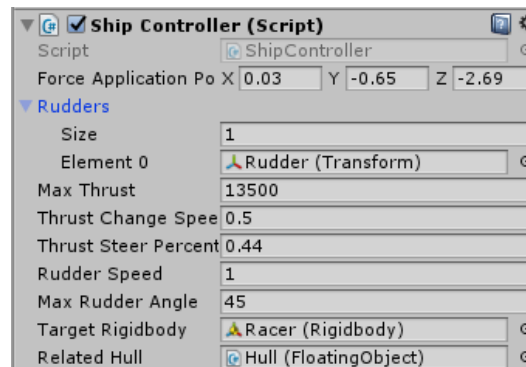 Ship Controller (Script)
Script ShipController
Force Application Po X 0.03 Y -0.65 Z -2.69
Rudders
Size 1
Element 0 Rudder (Transform)
Max Thrust 13500
Thrust Change Spee 0.5
Thrust Steer Percent 0.44
Rudder Speed 1
Max Rudder Angle 45
Target Rigidbody Racer (Rigidbody)
Related Hull Hull (FloatingObject)